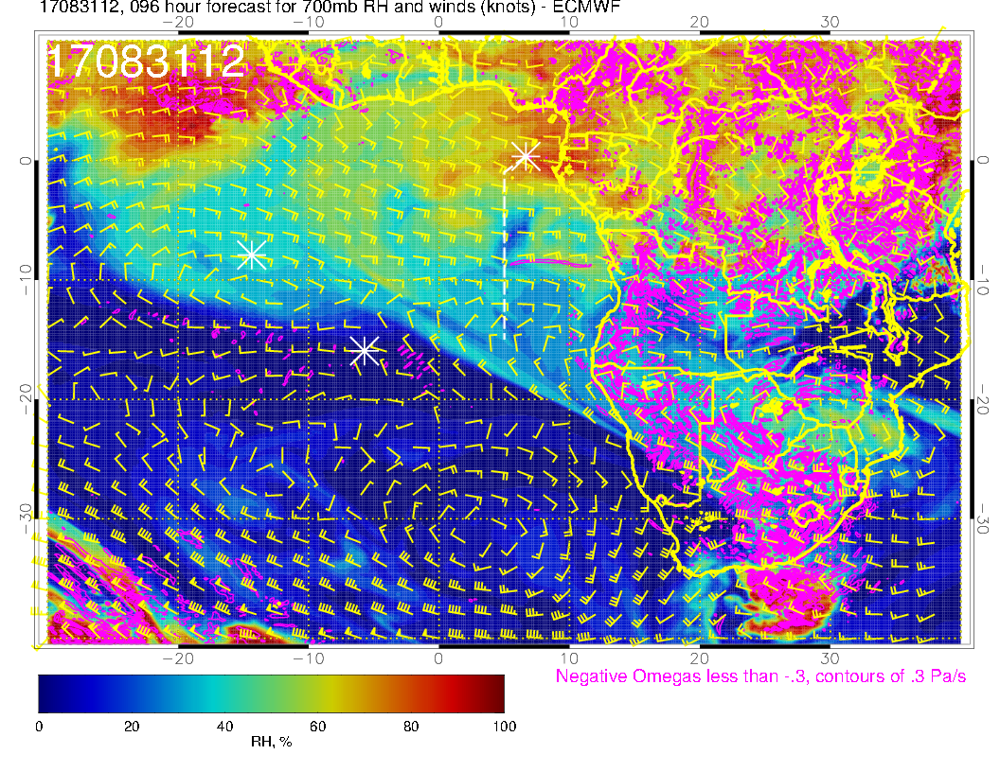 17083112, 096 hour forecast for 700mb RH and winds (knots) - ECMWF
−20 −10 0 10 20 30
17083112
0 0
−10 −10
−20 −20
−30 −30
−20 −10 0 10 20 30
Negative Omegas less than -.3, contours of .3 Pa/s
0 20 40 60 80 100
RH, %